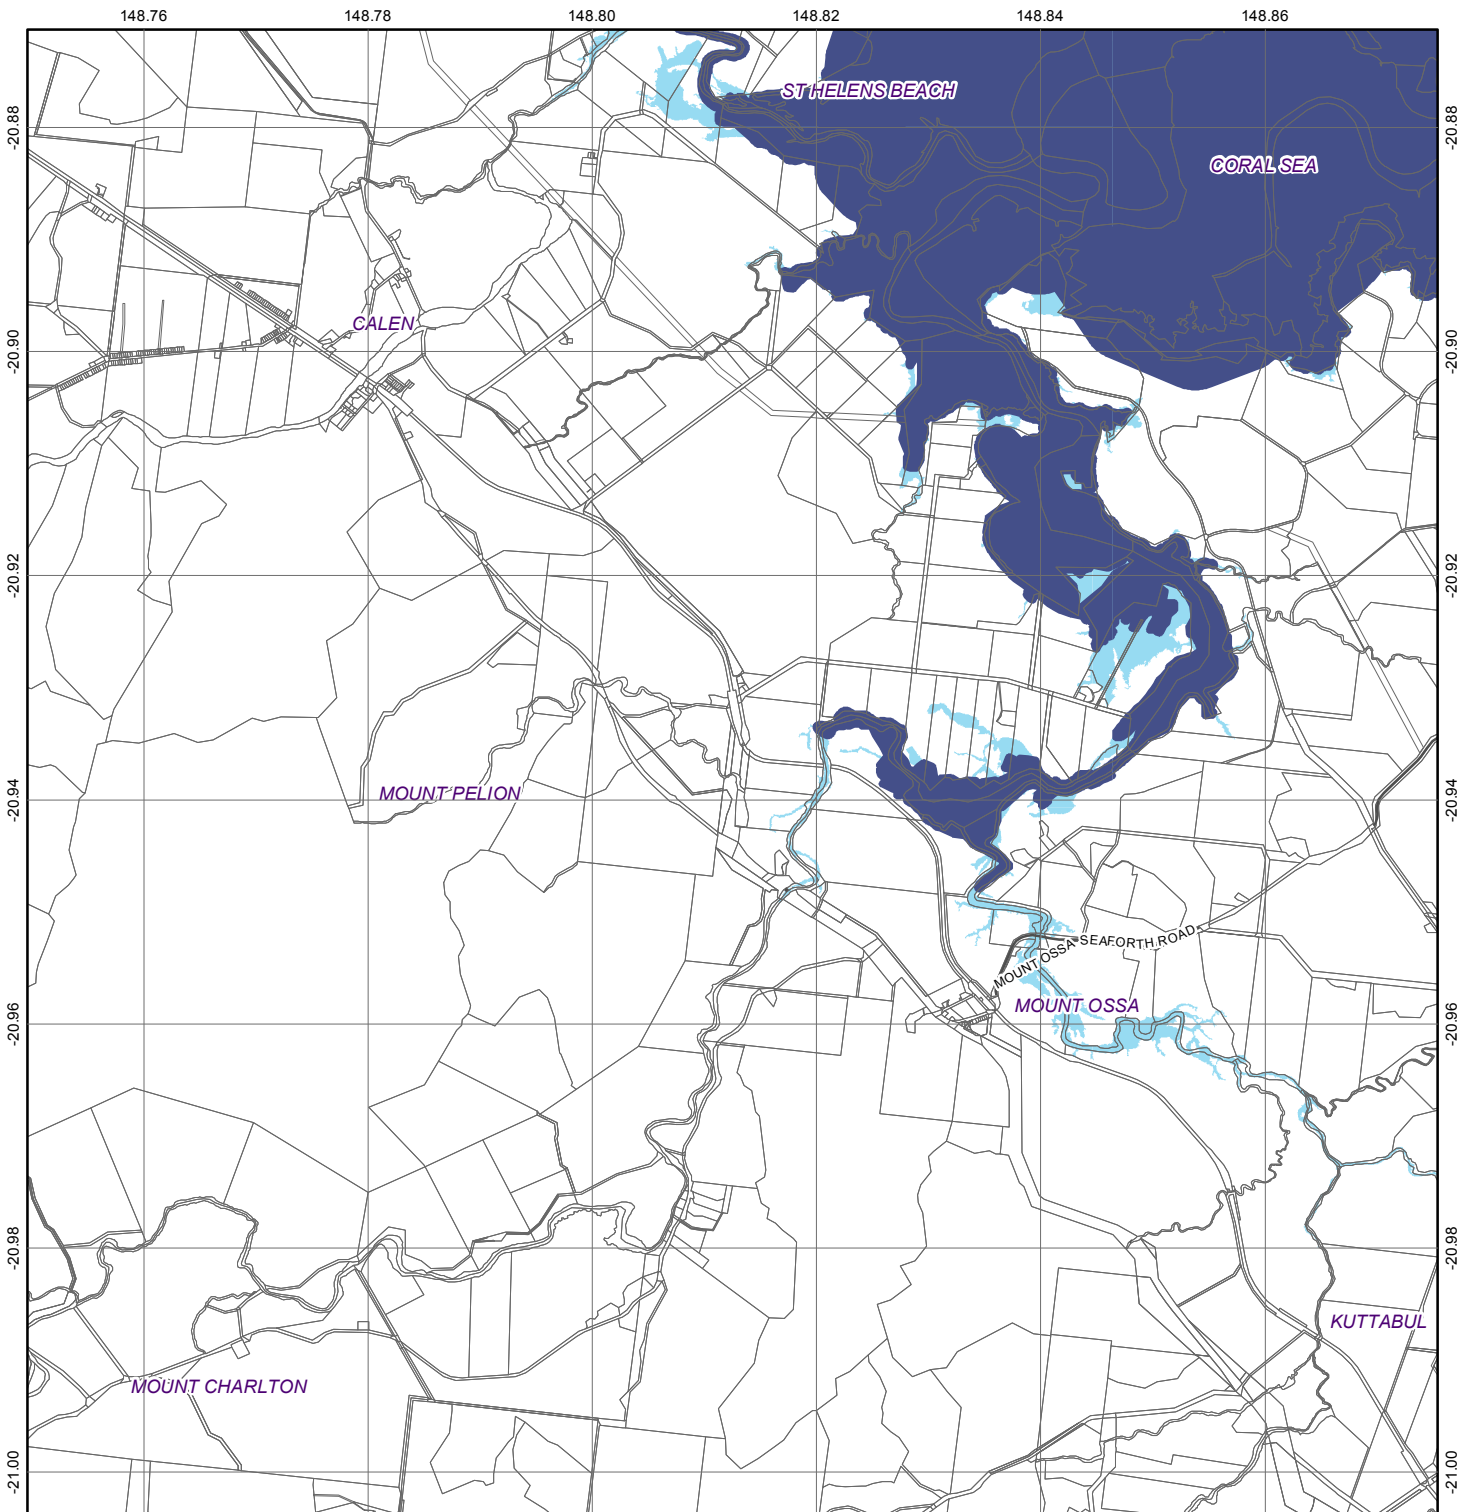 148.76 148.78 148.80 148.82 148.84 148.86
ST HELENS BEACH
-20.88 -20.88
CORAL SEA
CALEN
-20.90 -20.90
-20.92 -20.92
MOUNT PELION
-20.94 -20.94
MOUNT OSSA SEAFORTH ROAD
MOUNT OSSA
-20.96 -20.96
-20.98 -20.98
KUTTABUL
MOUNT CHARLTON
-21.00 -21.00